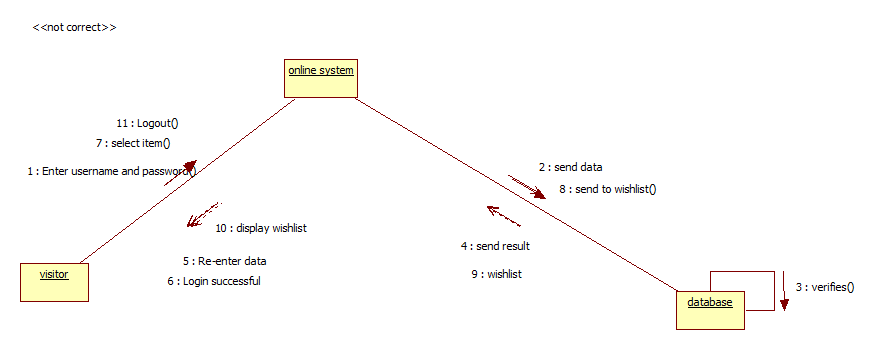 <<not correct>>
online system
11 : Logout()
7 : select item()
1 : Enter username and password()
2 : send data
8 : send to wishlist()
10 : display wishlist
4 : send result
5 : Re-enter data
6 : Login successful
9 : wishlist
visitor
database
3 : verifies()